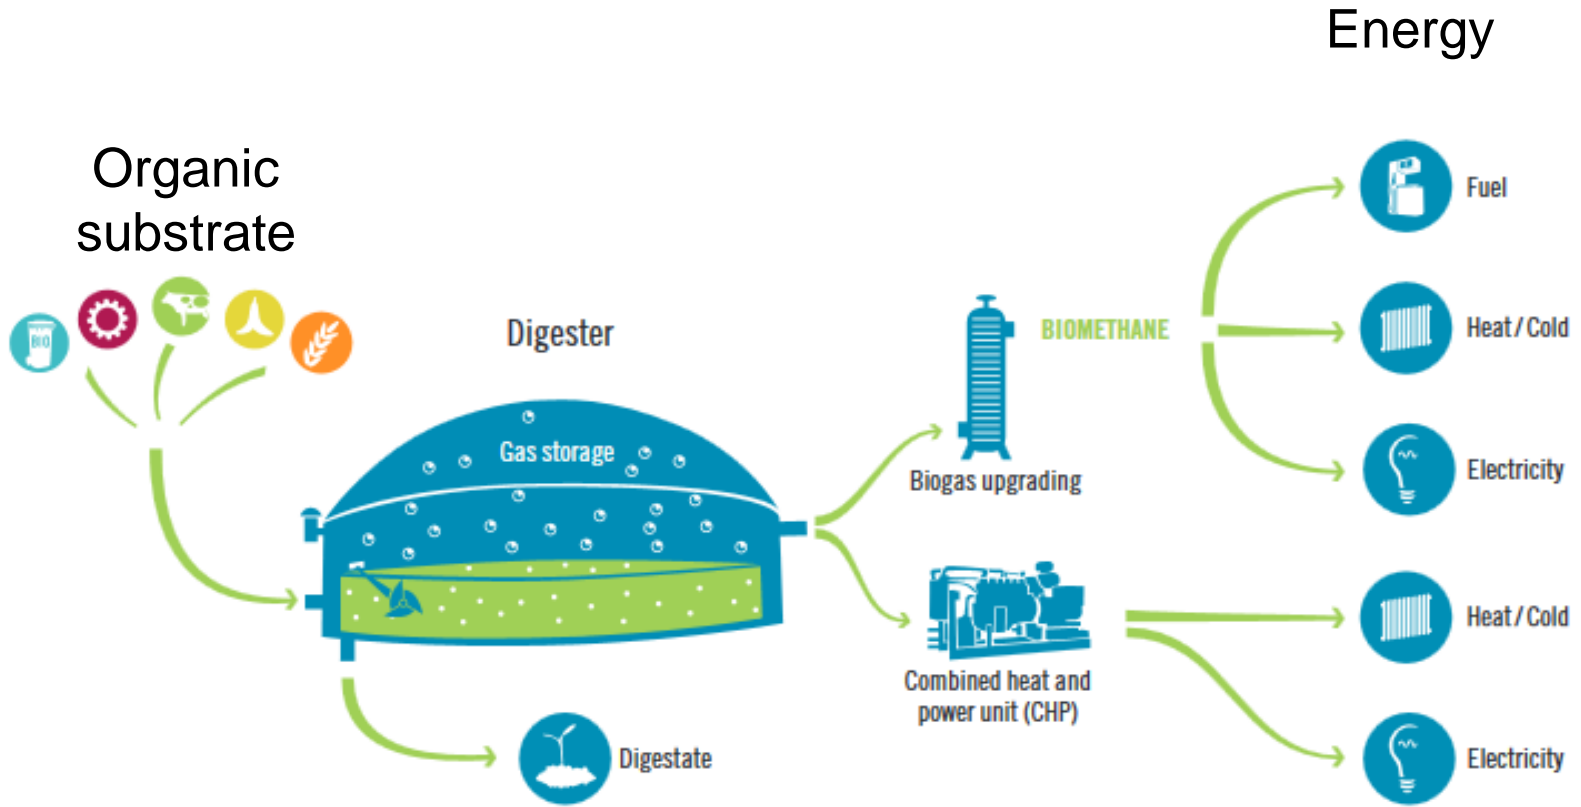 Energy
Organic
substrate
BIO
Digester
Gas storage
Digestate
Biogas upgrading
BIOMETHANE
Combined heat and
power unit (CHP)
Fuel
Heat / Cold
Electricity
Heat / Cold
Electricity